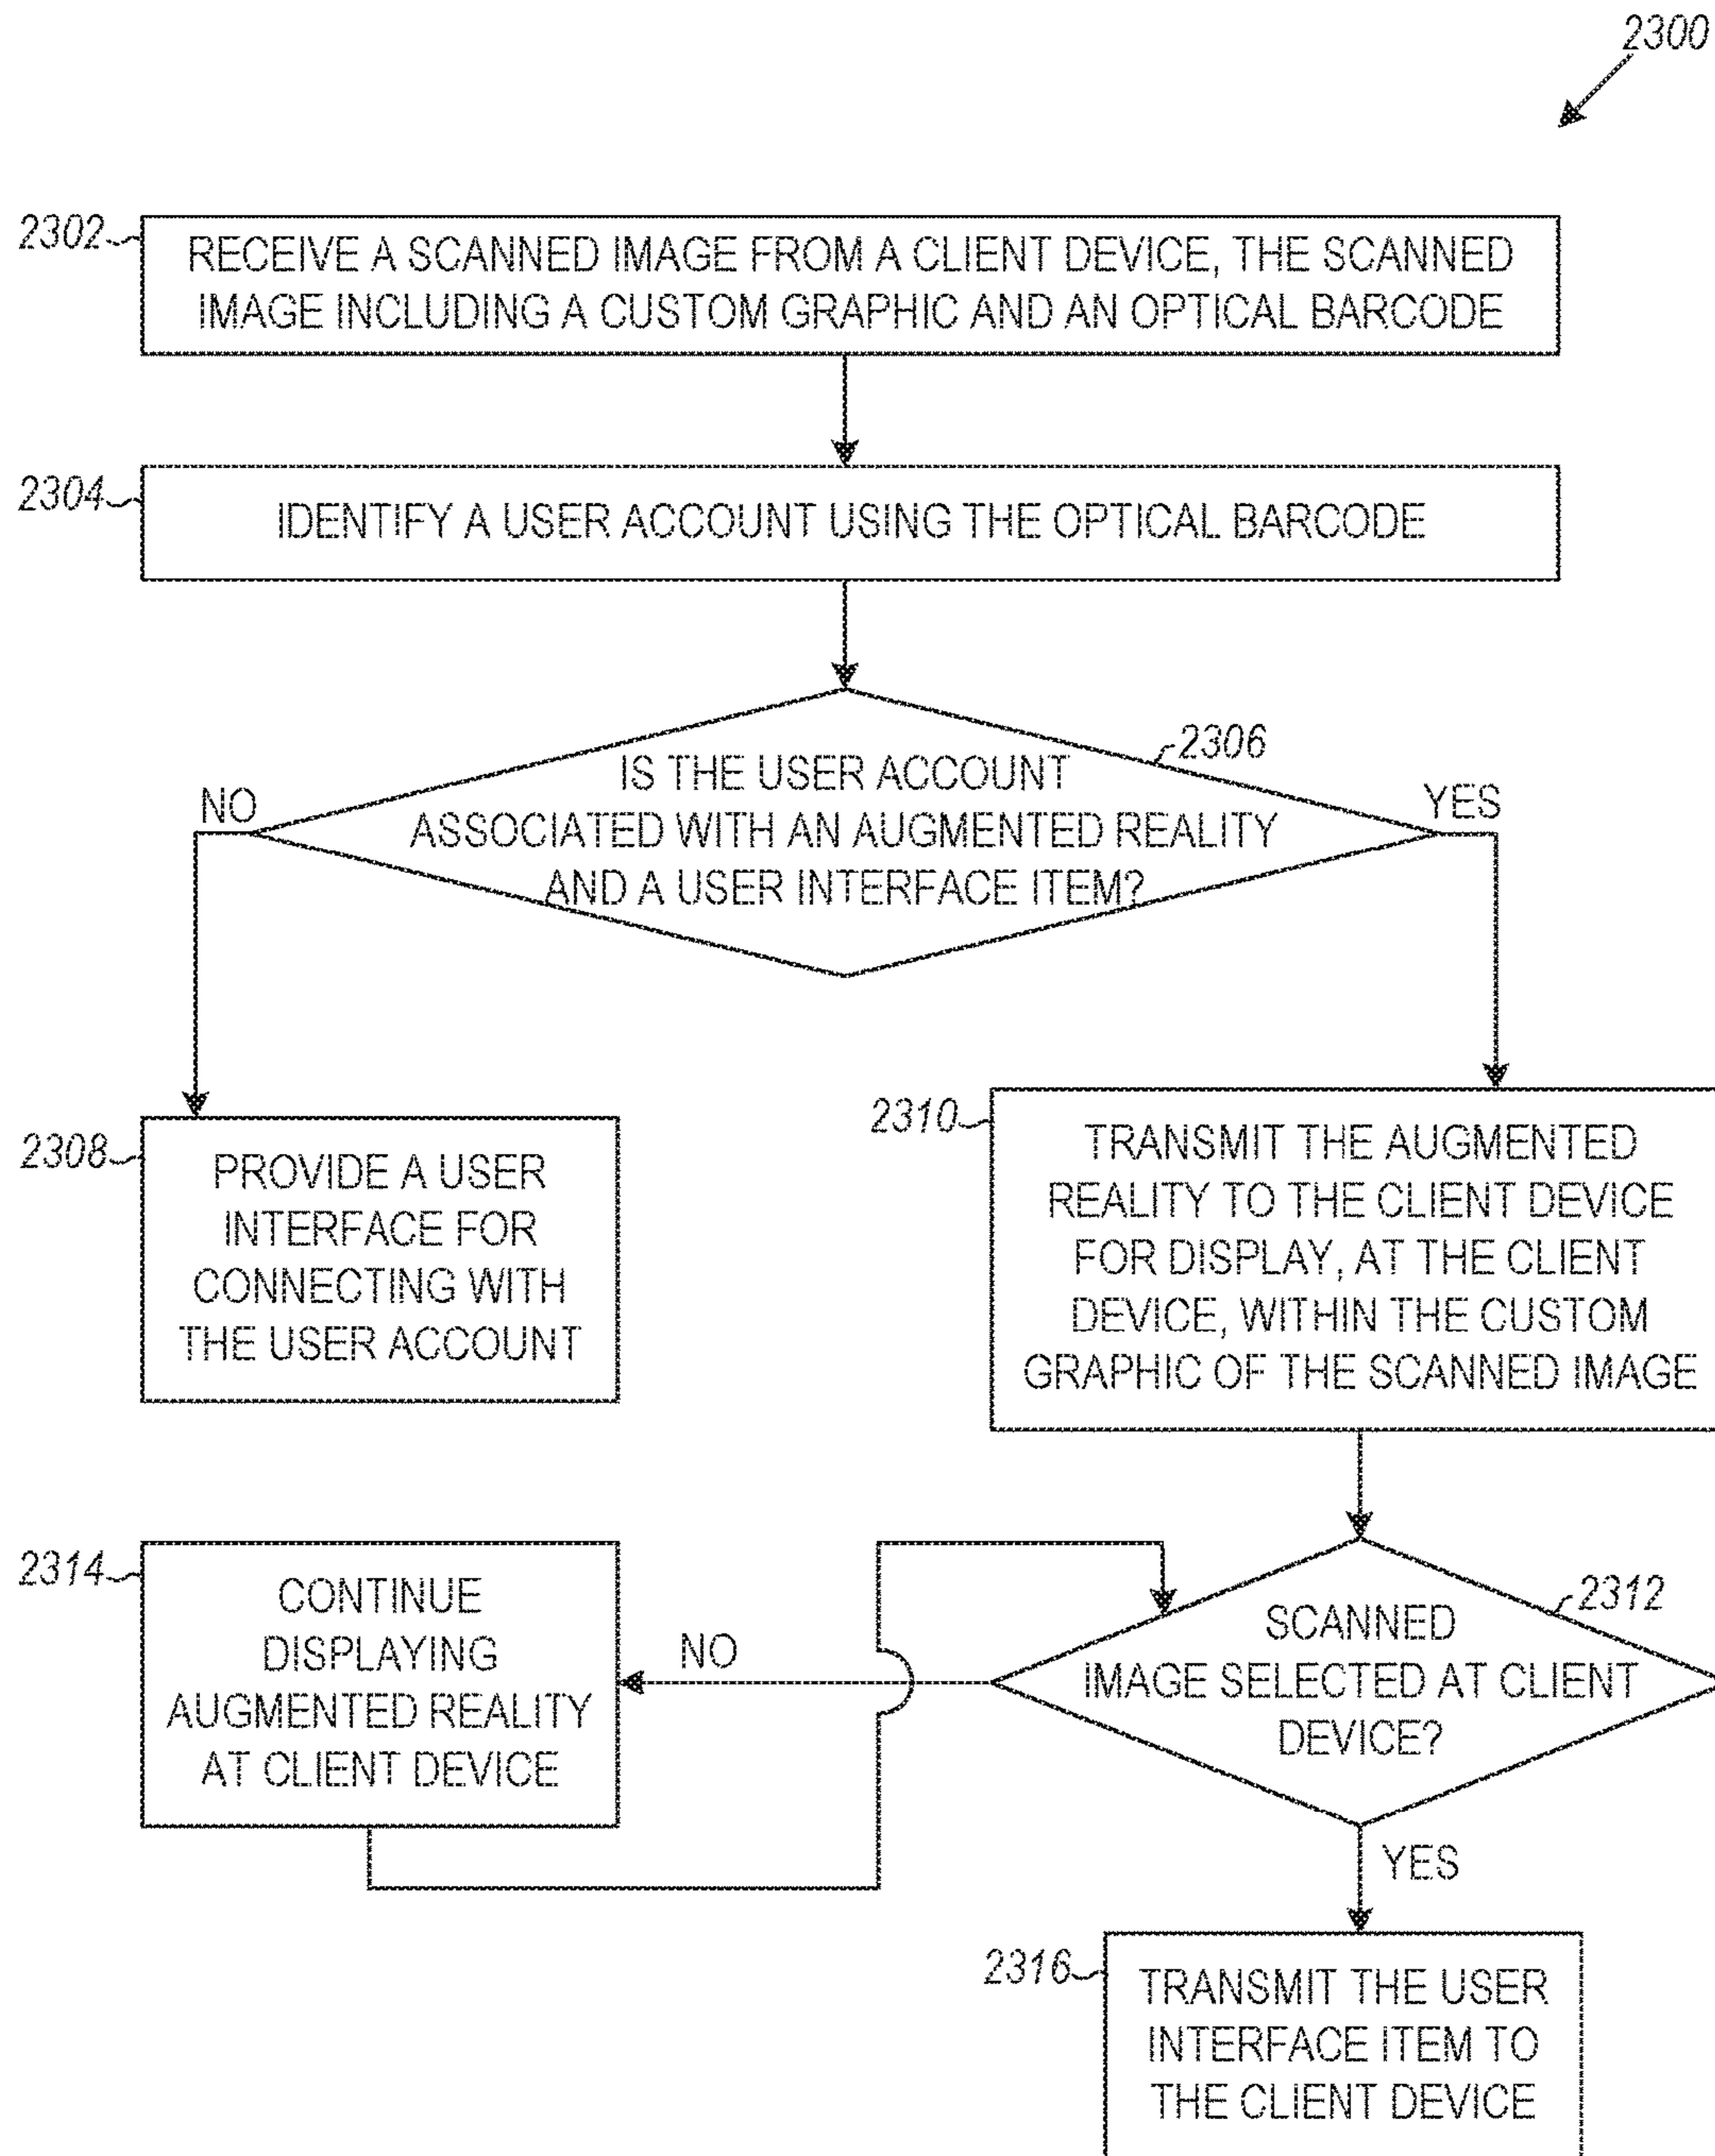 2300
2302
RECEIVE A SCANNED IMAGE FROM A CLIENT DEVICE, THE SCANNED
IMAGE INCLUDING A CUSTOM GRAPHIC AND AN OPTICAL BARCODE
2304
IDENTIFY A USER ACCOUNT USING THE OPTICAL BARCODE
2306
IS THE USER ACCOUNT
ASSOCIATED WITH AN AUGMENTED REALITY
AND A USER INTERFACE ITEM?
NO
YES
2308
PROVIDE A USER
INTERFACE FOR
CONNECTING WITH
THE USER ACCOUNT
2310
TRANSMIT THE AUGMENTED
REALITY TO THE CLIENT DEVICE
FOR DISPLAY, AT THE CLIENT
DEVICE, WITHIN THE CUSTOM
GRAPHIC OF THE SCANNED IMAGE
2312
SCANNED
IMAGE SELECTED AT CLIENT
DEVICE?
NO
2314
CONTINUE
DISPLAYING
AUGMENTED REALITY
AT CLIENT DEVICE
YES
2316
TRANSMIT THE USER
INTERFACE ITEM TO
THE CLIENT DEVICE